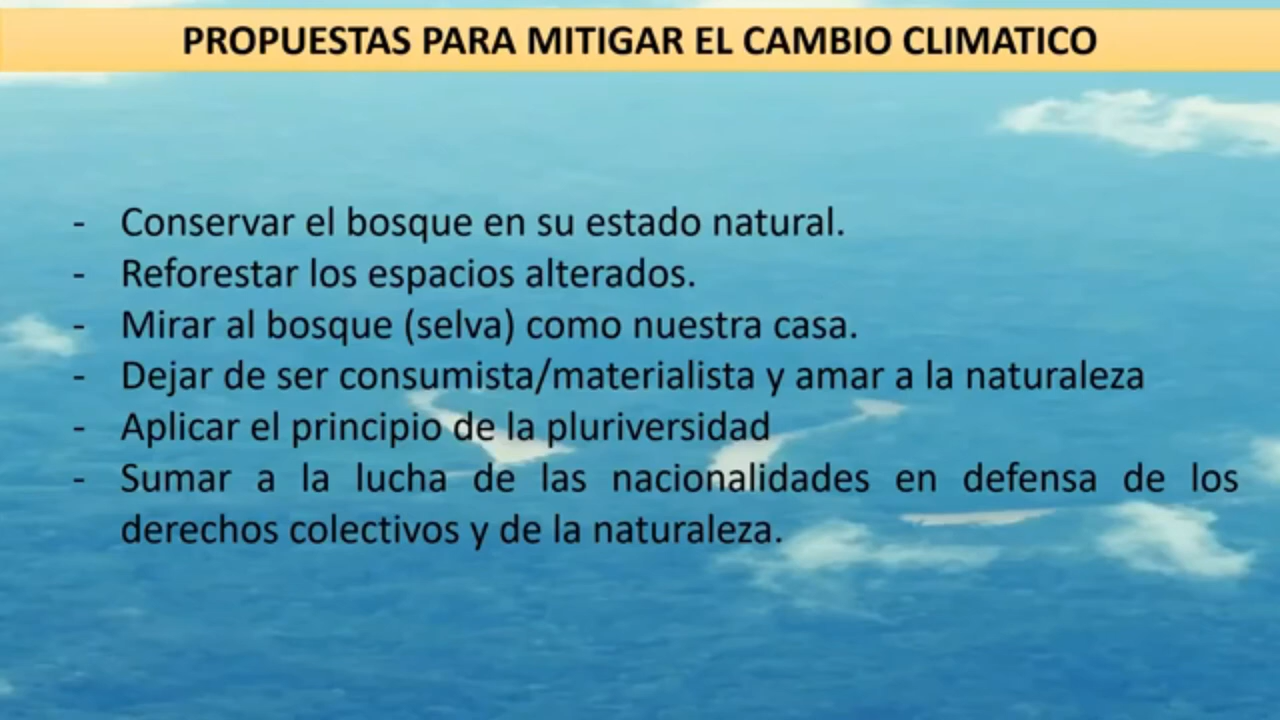 PROPUESTAS PARA MITIGAR EL CAMBIO CLIMATICO
- Conservar el bosque en su estado natural.
- Reforestar los espacios alterados.
- Mirar al bosque (selva) como nuestra casa.
- Dejar de ser consumista/materialista y amar a la naturaleza
- Aplicar el principio de la pluriversidad
- Sumar a la lucha de las nacionalidades en defensa de los
derechos colectivos y de la naturaleza.